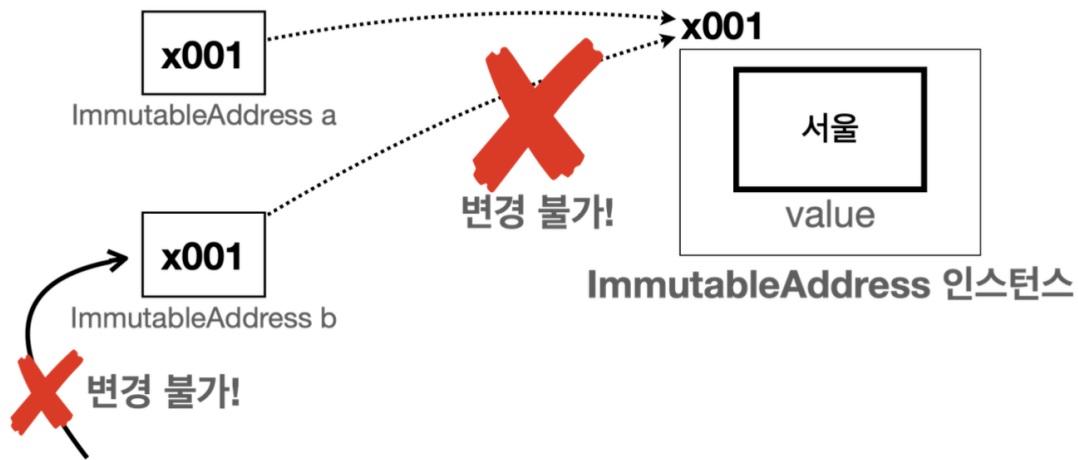 x001
ImmutableAddress a
x001
서울
value
ImmutableAddress 인스턴스
변경 불가!
x001
ImmutableAddress b
변경 불가!